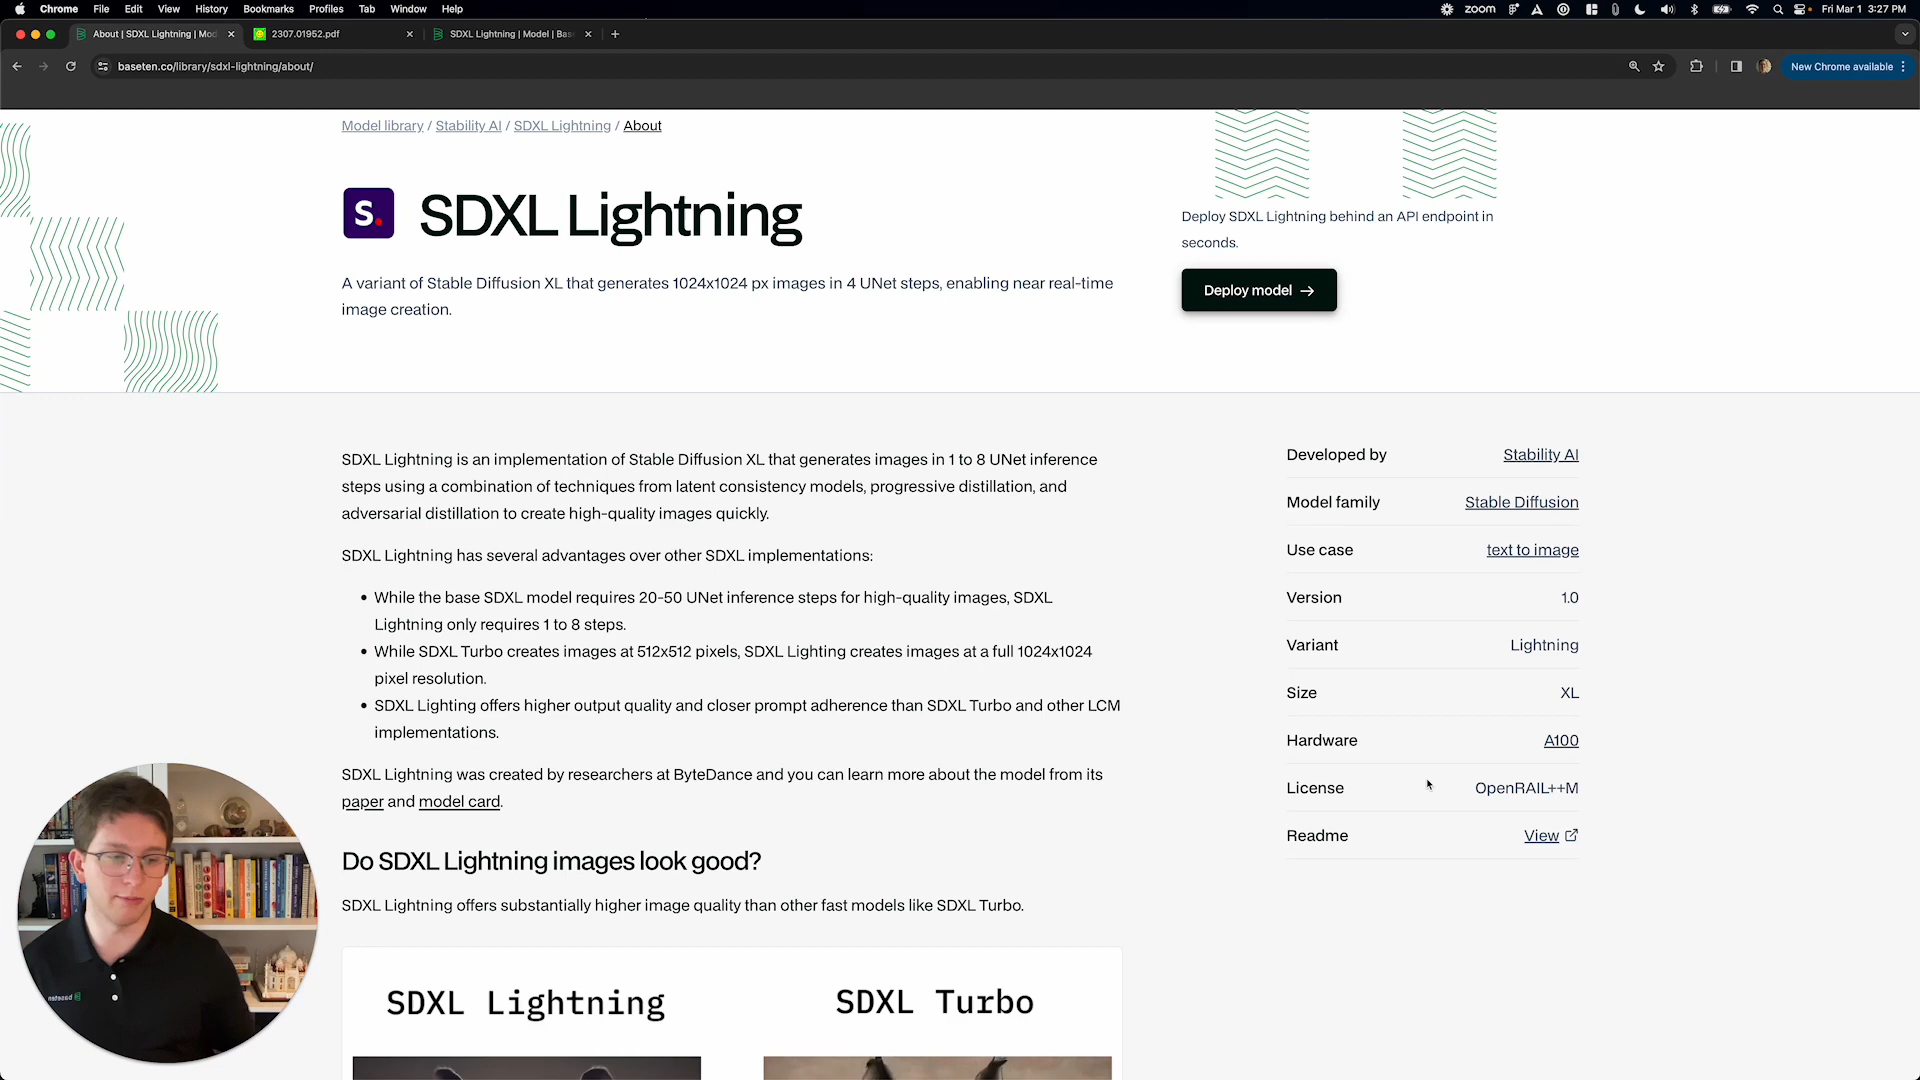 Chrome File Edit View History Bookmarks Profiles Tab Window Help zoom Fri Mar 1 3:27 PM
About | SDXL Lightning | Mod 2307.01952.pdf SDXL Lightning | Model | Bas
baseten.co/library/sdxl-lightning/about/ New Chrome available
Model library / Stability AI / SDXL Lightning / About
S. SDXL Lightning
A variant of Stable Diffusion XL that generates 1024x1024 px images in 4 UNet steps, enabling near real-time
image creation.
Deploy SDXL Lightning behind an API endpoint in
seconds.
Deploy model →
SDXL Lightning is an implementation of Stable Diffusion XL that generates images in 1 to 8 UNet inference
steps using a combination of techniques from latent consistency models, progressive distillation, and
adversarial distillation to create high-quality images quickly.
SDXL Lightning has several advantages over other SDXL implementations:
• While the base SDXL model requires 20-50 UNet inference steps for high-quality images, SDXL
Lightning only requires 1 to 8 steps.
• While SDXL Turbo creates images at 512x512 pixels, SDXL Lighting creates images at a full 1024x1024
pixel resolution.
• SDXL Lighting offers higher output quality and closer prompt adherence than SDXL Turbo and other LCM
implementations.
SDXL Lightning was created by researchers at ByteDance and you can learn more about the model from its
paper and model card.
Do SDXL Lightning images look good?
SDXL Lightning offers substantially higher image quality than other fast models like SDXL Turbo.
SDXL Lightning SDXL Turbo
Developed by Stability AI
Model family Stable Diffusion
Use case text to image
Version 1.0
Variant Lightning
Size XL
Hardware A100
License OpenRAIL++M
Readme View
baseten